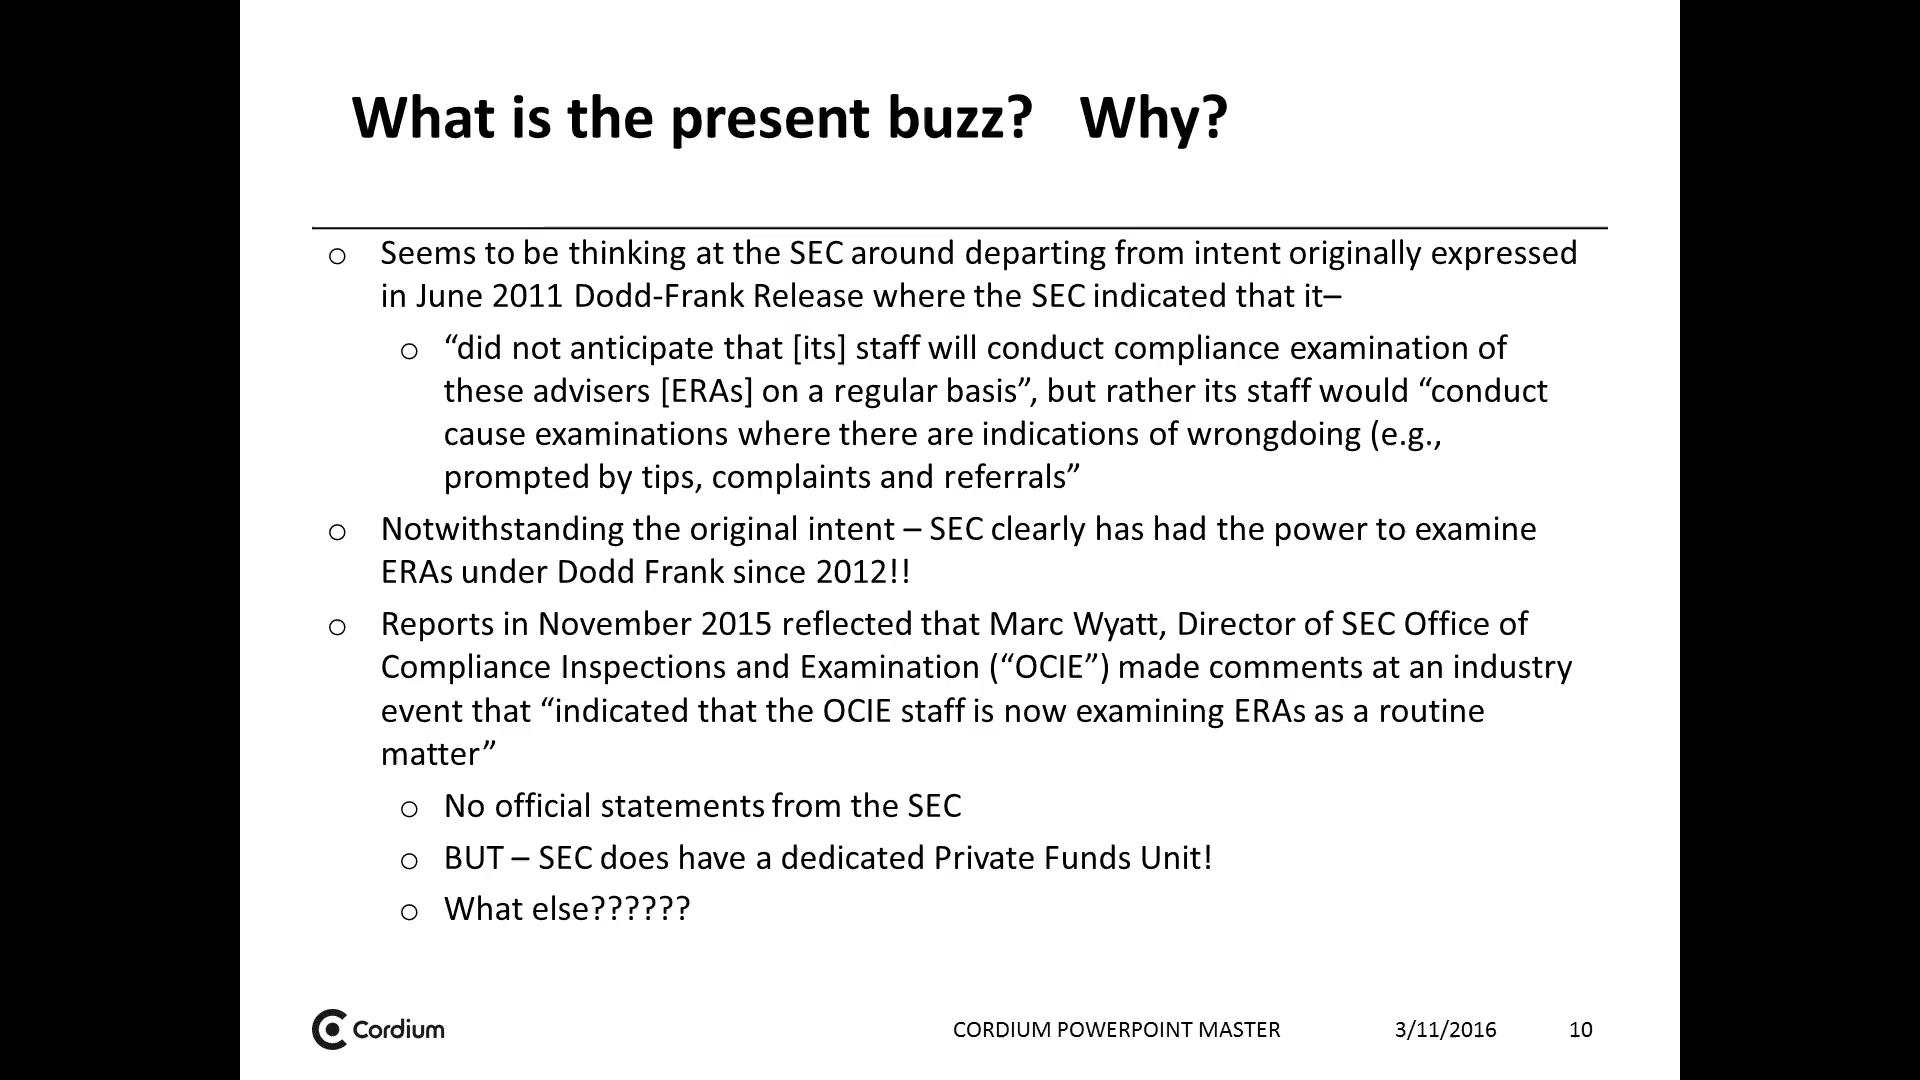 What is the present buzz?   Why?
o Seems to be thinking at the SEC around departing from intent originally expressed
in June 2011 Dodd-Frank Release where the SEC indicated that it–
o “did not anticipate that [its] staff will conduct compliance examination of
these advisers [ERAs] on a regular basis”, but rather its staff would “conduct
cause examinations where there are indications of wrongdoing (e.g.,
prompted by tips, complaints and referrals”
o Notwithstanding the original intent – SEC clearly has had the power to examine
ERAs under Dodd Frank since 2012!!
o Reports in November 2015 reflected that Marc Wyatt, Director of SEC Office of
Compliance Inspections and Examination (“OCIE”) made comments at an industry
event that “indicated that the OCIE staff is now examining ERAs as a routine
matter”
o No official statements from the SEC
o BUT – SEC does have a dedicated Private Funds Unit!
o What else??????
Cordium CORDIUM POWERPOINT MASTER 3/11/2016 10